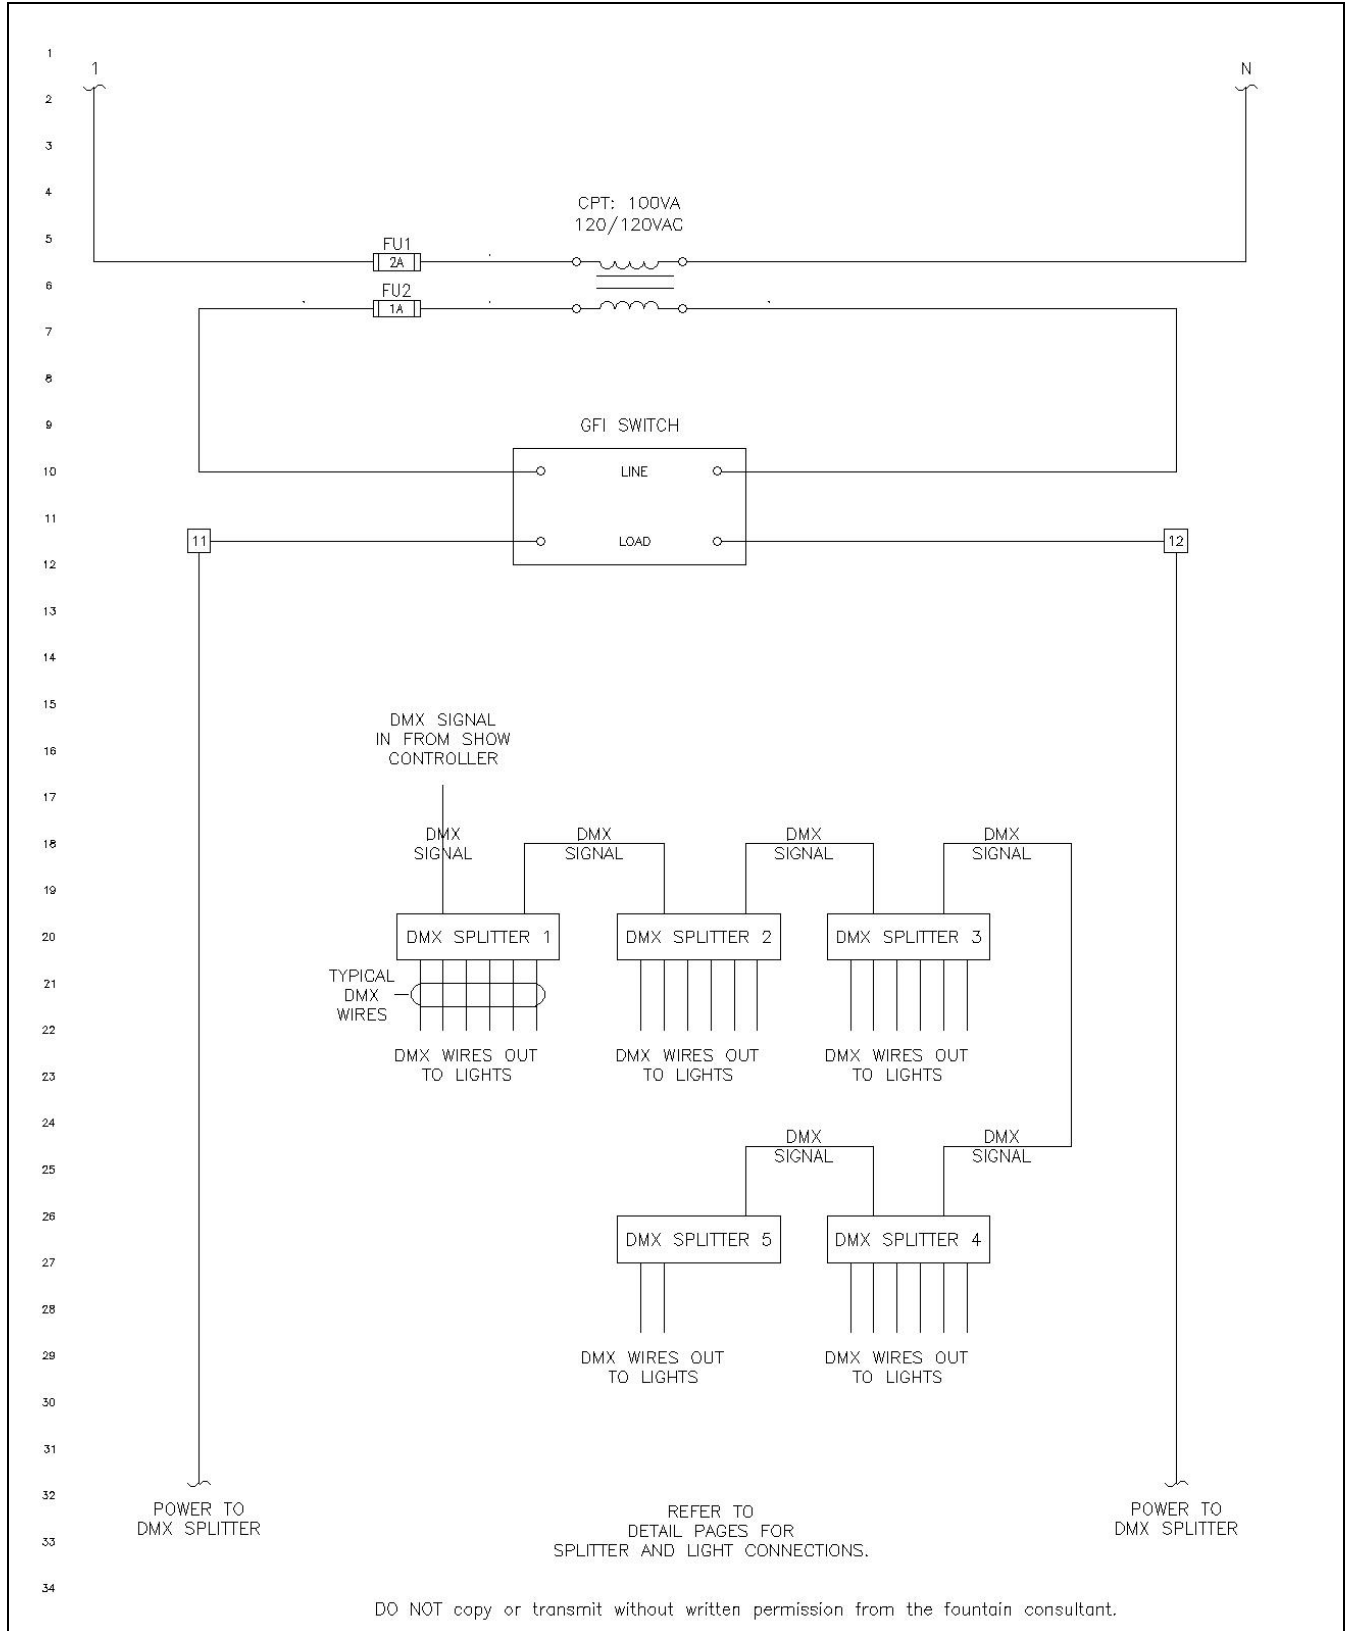 1
1
N
2
3
4
CPT: 100VA
120/120VAC
5
FU1
2A
6
FU2
1A
7
8
9
GFI SWITCH
10
LINE
11
11
LOAD
12
12
13
14
15
DMX SIGNAL
IN FROM SHOW
CONTROLLER
16
17
18
DMX
SIGNAL
DMX
SIGNAL
DMX
SIGNAL
DMX
SIGNAL
19
20
DMX SPLITTER 1
DMX SPLITTER 2
DMX SPLITTER 3
21
TYPICAL
DMX
WIRES
22
DMX WIRES OUT
TO LIGHTS
DMX WIRES OUT
TO LIGHTS
DMX WIRES OUT
TO LIGHTS
23
24
DMX
SIGNAL
DMX
SIGNAL
25
26
DMX SPLITTER 5
DMX SPLITTER 4
27
28
29
DMX WIRES OUT
TO LIGHTS
DMX WIRES OUT
TO LIGHTS
30
31
32
POWER TO
DMX SPLITTER
REFER TO
DETAIL PAGES FOR
SPLITTER AND LIGHT CONNECTIONS.
POWER TO
DMX SPLITTER
33
34
DO NOT copy or transmit without written permission from the fountain consultant.